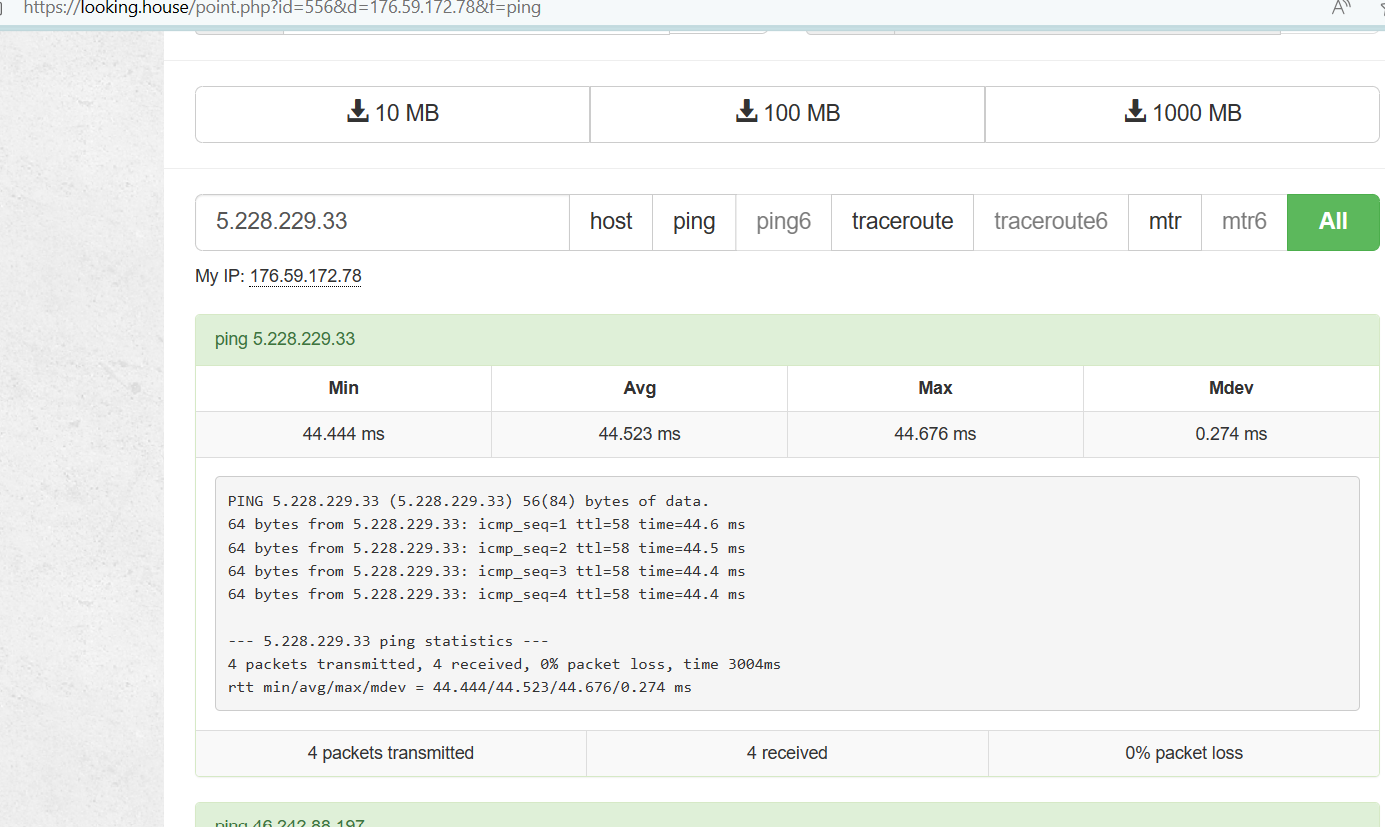 https://looking.house/point.php?id=556&d=176.59.172.78&f=ping
10 MB 100 MB 1000 MB
5.228.229.33 host ping ping6 traceroute traceroute6 mtr mtr6 All
My IP: 176.59.172.78
ping 5.228.229.33
Min Avg Max Mdev
44.444 ms 44.523 ms 44.676 ms 0.274 ms
PING 5.228.229.33 (5.228.229.33) 56(84) bytes of data.
64 bytes from 5.228.229.33: icmp_seq=1 ttl=58 time=44.6 ms
64 bytes from 5.228.229.33: icmp_seq=2 ttl=58 time=44.5 ms
64 bytes from 5.228.229.33: icmp_seq=3 ttl=58 time=44.4 ms
64 bytes from 5.228.229.33: icmp_seq=4 ttl=58 time=44.4 ms
--- 5.228.229.33 ping statistics ---
4 packets transmitted, 4 received, 0% packet loss, time 3004ms
rtt min/avg/max/mdev = 44.444/44.523/44.676/0.274 ms
4 packets transmitted 4 received 0% packet loss
ping 46.242.88.197